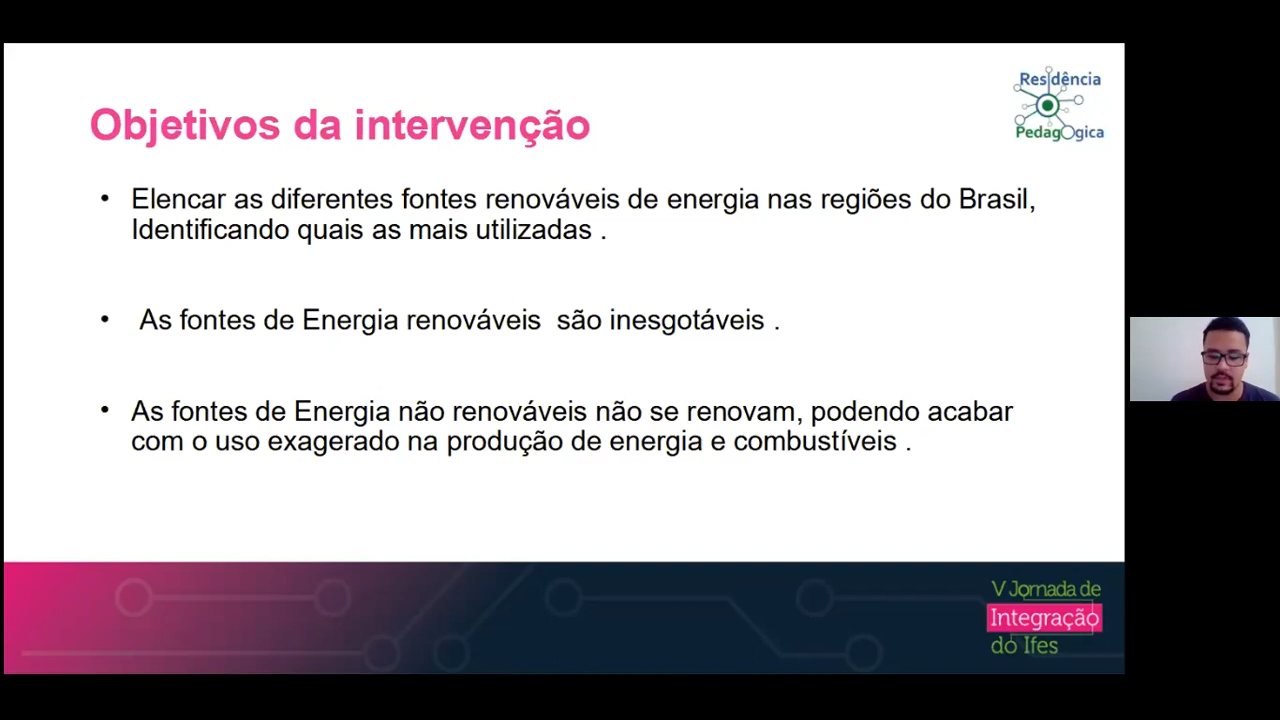 Residência
Pedagógica
Objetivos da intervenção
• Elencar as diferentes fontes renováveis de energia nas regiões do Brasil,
Identificando quais as mais utilizadas .
• As fontes de Energia renováveis são inesgotáveis .
• As fontes de Energia não renováveis não se renovam, podendo acabar
com o uso exagerado na produção de energia e combustíveis .
V Jornada de
Integração
do Ifes